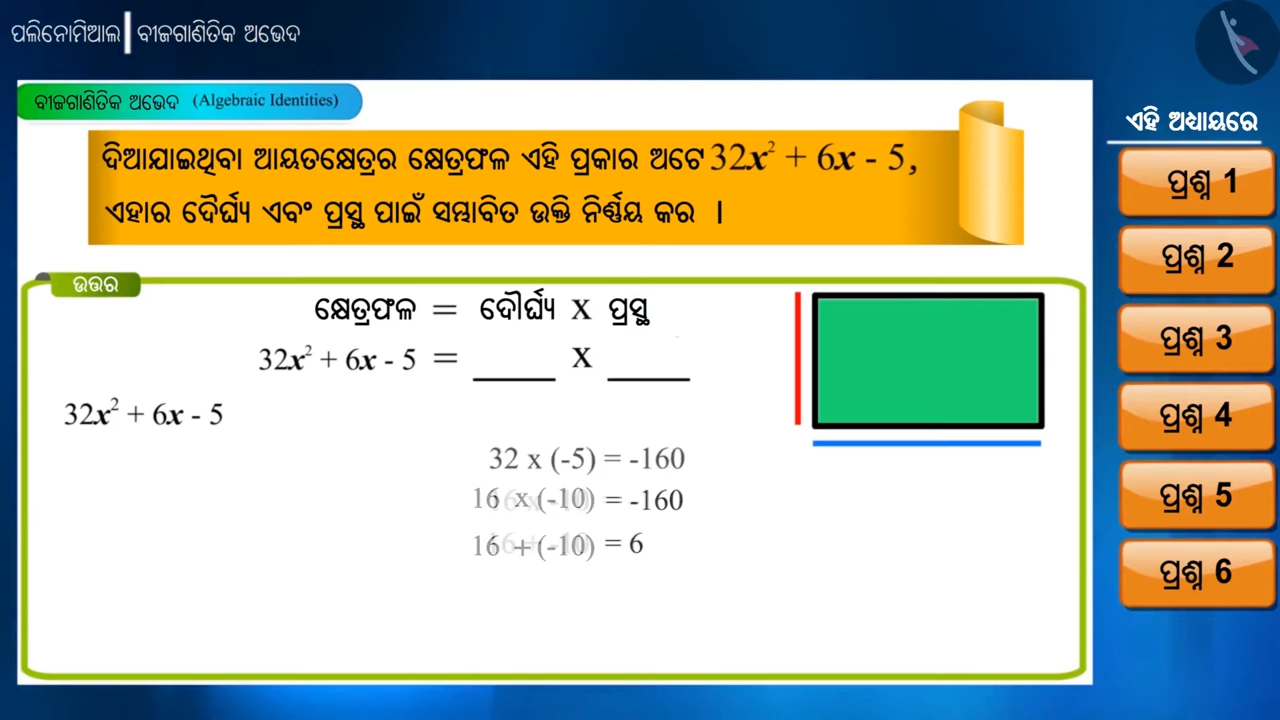 ପଲିନୋମିଆଲ | ବୀଜଗାଣିତିକ ଅଭେଦ
ବୀଜଗାଣିତିକ ଅଭେଦ (Algebraic Identities)
ଦିଆଯାଇଥିବା ଆୟତକ୍ଷେତ୍ରର କ୍ଷେତ୍ରଫଳ ଏହି ପ୍ରକାର ଅଟେ 32x² + 6x - 5,
ଏହାର ଦୈର୍ଘ୍ୟ ଏବଂ ପ୍ରସ୍ଥ ପାଇଁ ସମ୍ଭାବିତ ଉକ୍ତି ନିର୍ଣ୍ଣୟ କର ।
ଉତ୍ତର
କ୍ଷେତ୍ରଫଳ = ଦୌର୍ଘ୍ୟ x ପ୍ରସ୍ଥ
32x² + 6x - 5 = ____ x ____
32x² + 6x - 5
32 x (-5) = -160
16 x (-10) = -160
16 + (-10) = 6
ଏହି ଅଧ୍ୟାୟରେ
ପ୍ରଶ୍ନ 1
ପ୍ରଶ୍ନ 2
ପ୍ରଶ୍ନ 3
ପ୍ରଶ୍ନ 4
ପ୍ରଶ୍ନ 5
ପ୍ରଶ୍ନ 6